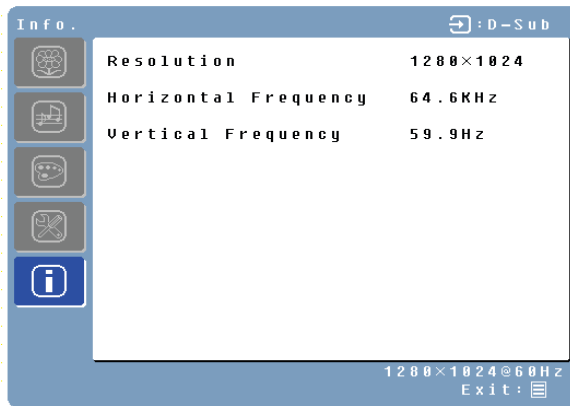 Info. :D-Sub
Resolution 1280×1024
Horizontal Frequency 64.6KHz
Vertical Frequency 59.9Hz
i
1280×1024@60Hz
Exit: